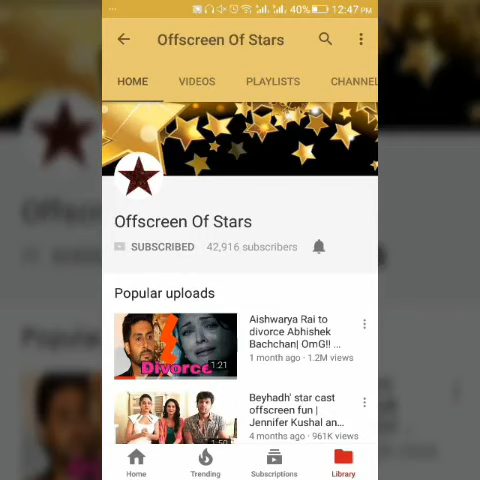 40% 12:47 PM
Offscreen Of Stars
HOME VIDEOS PLAYLISTS CHANNEL
Offscreen Of Stars
SUBSCRIBED 42,916 subscribers
Popular uploads
Aishwarya Rai to
divorce Abhishek
Bachchan| OmG!! ...
1 month ago · 1.2M views
Divorce
1:21
Beyhadh' star cast
offscreen fun |
Jennifer Kushal an...
4 months ago · 961K views
1:50
Home Trending Subscriptions Library